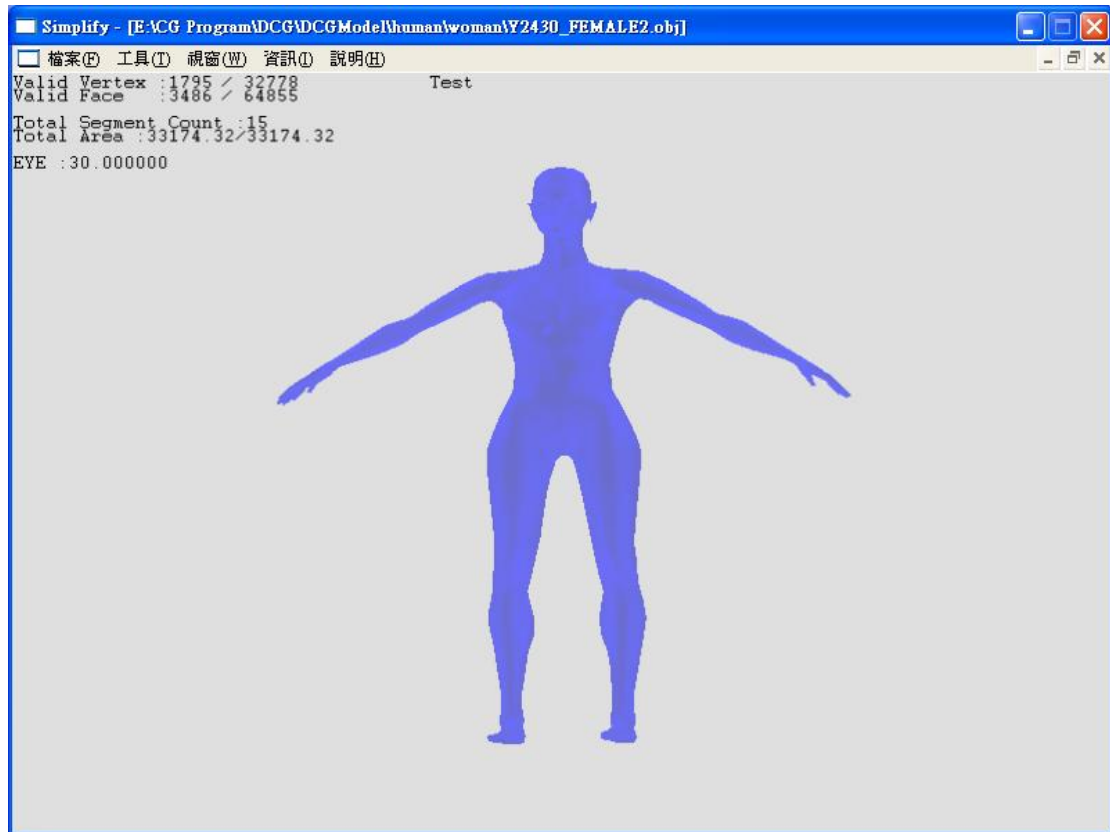 Simplify - [E:\CG Program\DCG\DCGModel\human\woman\Y2430_FEMALE2.obj]
檔案(F) 工具(T) 視窗(W) 資訊(I) 說明(H)
Valid Vertex :1795 / 32778 Test
Valid Face :3486 / 64855
Total Segment Count :15
Total Area :33174.32/33174.32
EYE :30.000000